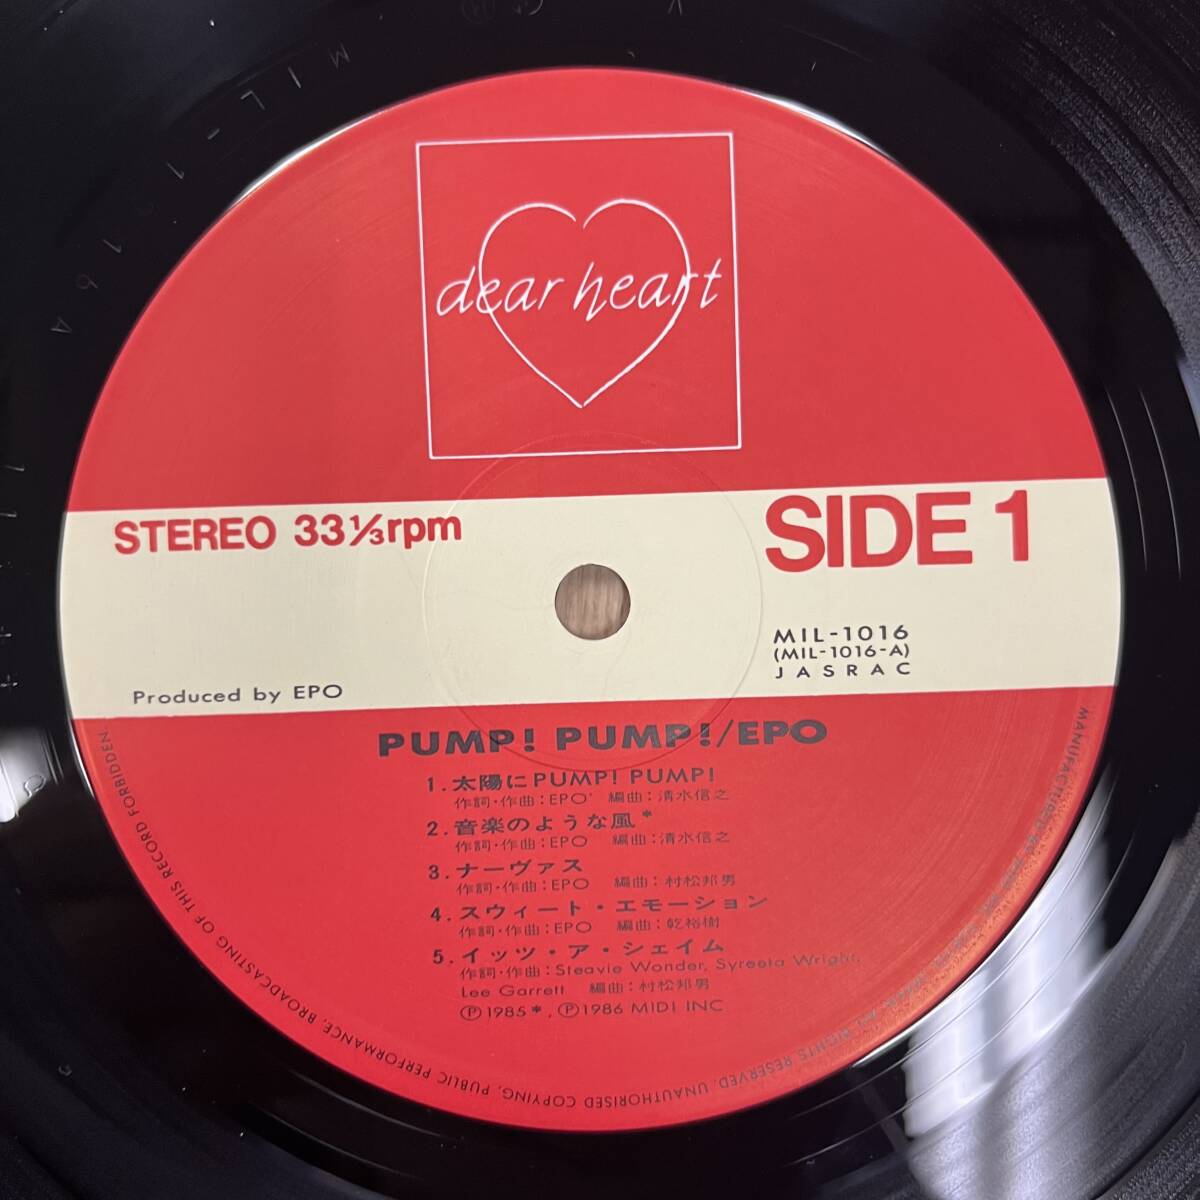 dear heart
STEREO 33⅓rpm
SIDE 1
MIL-1016
(MIL-1016-A)
JASRAC
Produced by EPO
PUMP! PUMP!/EPO
1. 太陽にPUMP! PUMP!
作詞・作曲:EPO 編曲:清水信之
2. 音楽のような風*
作詞・作曲:EPO 編曲:清水信之
3. ナーヴァス
作詞・作曲:EPO 編曲:村松邦男
4. スウィート・エモーション
作詞・作曲:EPO 編曲:乾裕樹
5. イッツ・ア・シェイム
作詞・作曲:Steavie Wonder, Syreeta Wright,
Lee Garrett 編曲:村松邦男
Ⓟ1985*, Ⓟ1986 MIDI INC
RIGHTS RESERVED, UNAUTHORISED COPYING, PUBLIC PERFORMANCE, BROADCASTING OF THIS RECORD FORBIDDEN
MIL-1016A